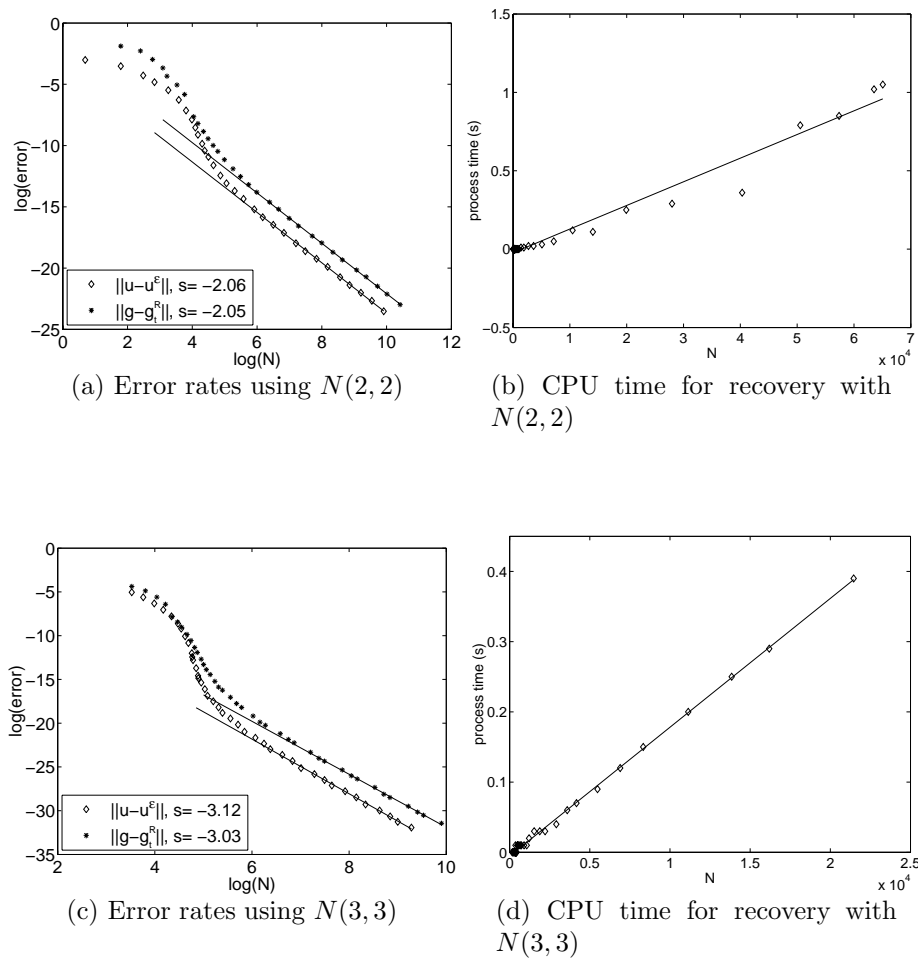 0
−5
−10
−15
−20
−25
log(error)
0 2 4 6 8 10 12
log(N)
||u−u^ε||, s= −2.06
||g−g_t^R||, s= −2.05
(a) Error rates using N(2, 2)
1.5
1
0.5
0
−0.5
process time (s)
0 1 2 3 4 5 6 7
N
x 10^4
(b) CPU time for recovery with
N(2, 2)
0
−5
−10
−15
−20
−25
−30
−35
log(error)
2 4 6 8 10
log(N)
||u−u^ε||, s= −3.12
||g−g_t^R||, s= −3.03
(c) Error rates using N(3, 3)
0.4
0.3
0.2
0.1
0
process time (s)
0 0.5 1 1.5 2 2.5
N
x 10^4
(d) CPU time for recovery with
N(3, 3)